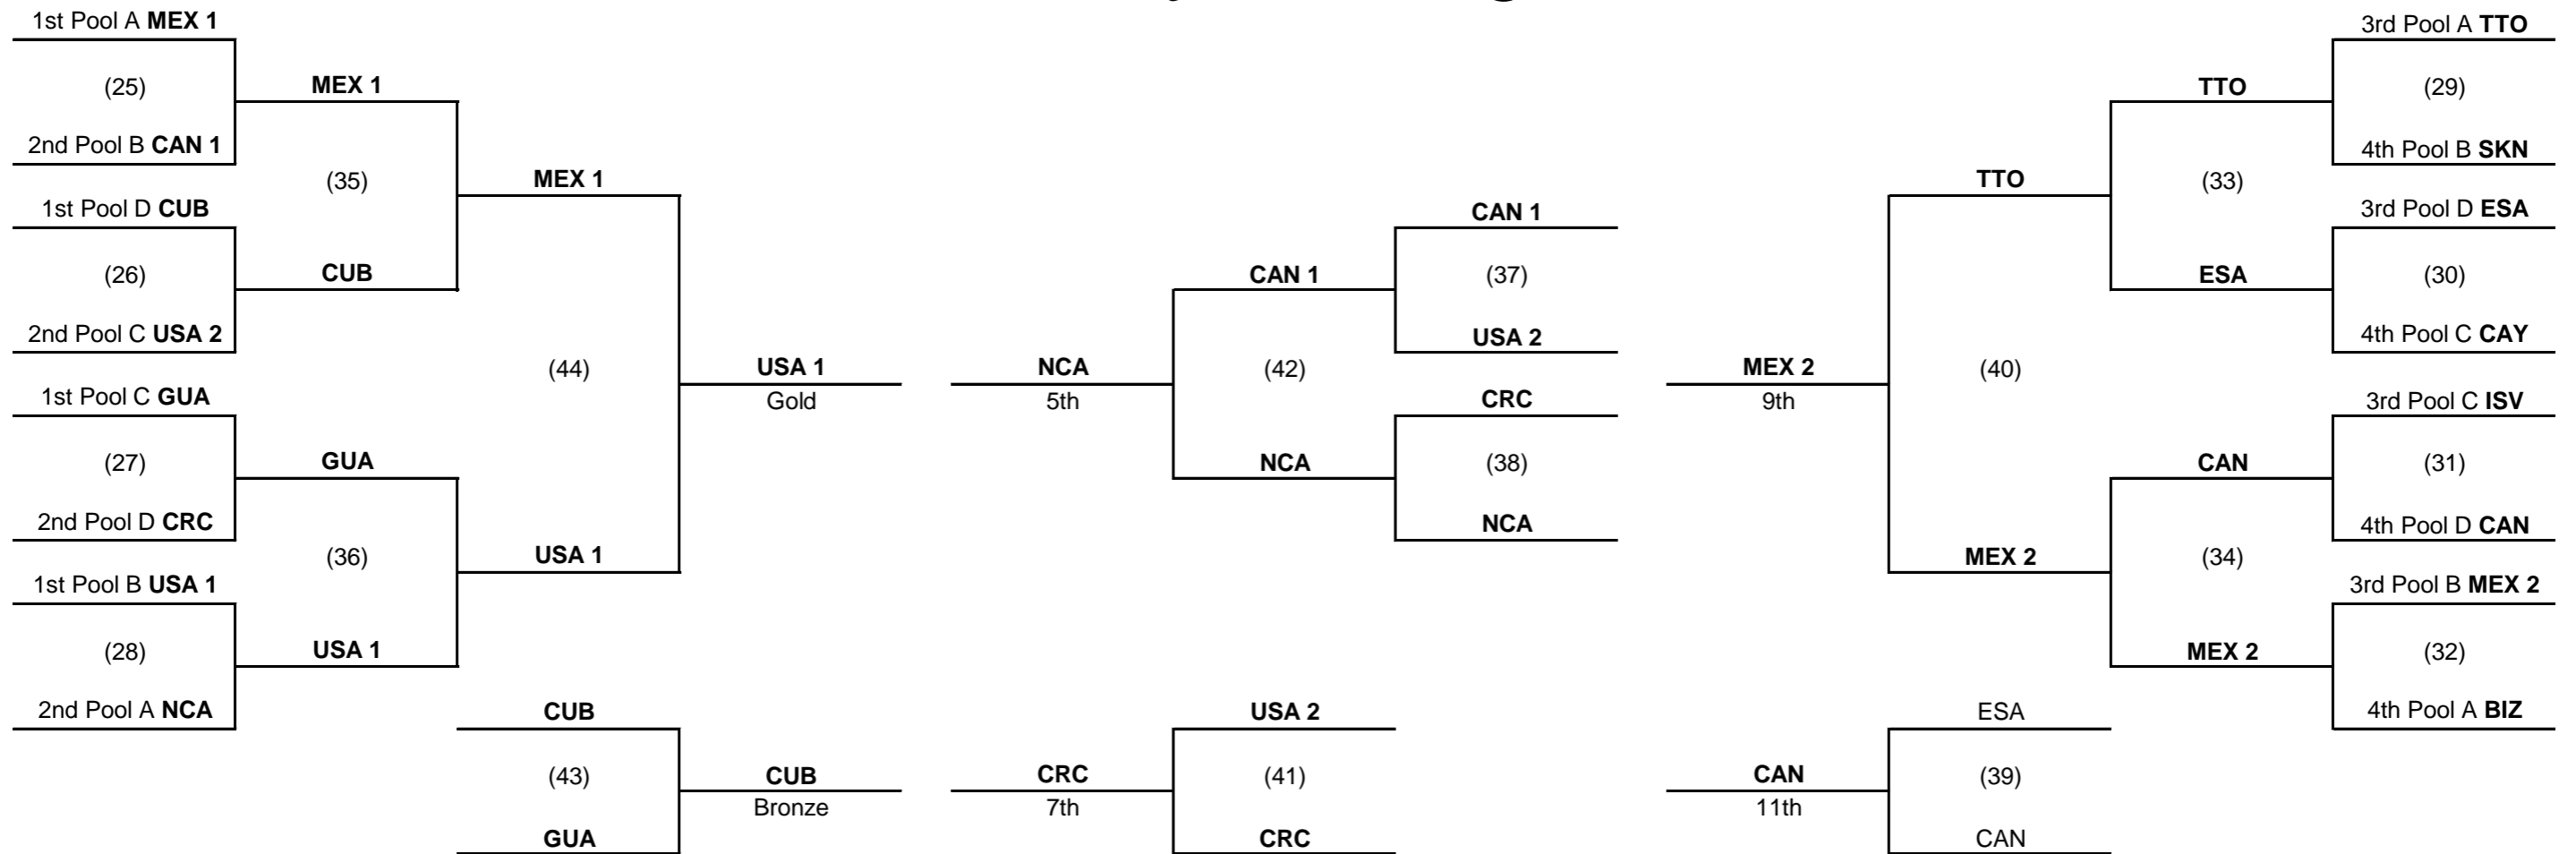 1st Pool A MEX 1
(25)
2nd Pool B CAN 1
1st Pool D CUB
(26)
2nd Pool C USA 2
1st Pool C GUA
(27)
2nd Pool D CRC
1st Pool B USA 1
(28)
2nd Pool A NCA
MEX 1
(35)
CUB
GUA
(36)
USA 1
MEX 1
(44)
USA 1
USA 1
Gold
CUB
(43)
GUA
CUB
Bronze
NCA
5th
CAN 1
(42)
NCA
CAN 1
(37)
USA 2
CRC
(38)
NCA
CRC
7th
USA 2
(41)
CRC
MEX 2
9th
TTO
(40)
MEX 2
TTO
(33)
ESA
CAN
(34)
MEX 2
3rd Pool A TTO
(29)
4th Pool B SKN
3rd Pool D ESA
(30)
4th Pool C CAY
3rd Pool C ISV
(31)
4th Pool D CAN
3rd Pool B MEX 2
(32)
4th Pool A BIZ
CAN
11th
ESA
(39)
CAN